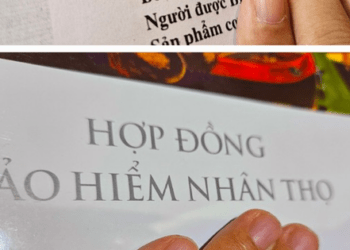 Người được
Sản phẩm
HỢP ĐỒNG
ẢO HIỂM NHÂN THỌ